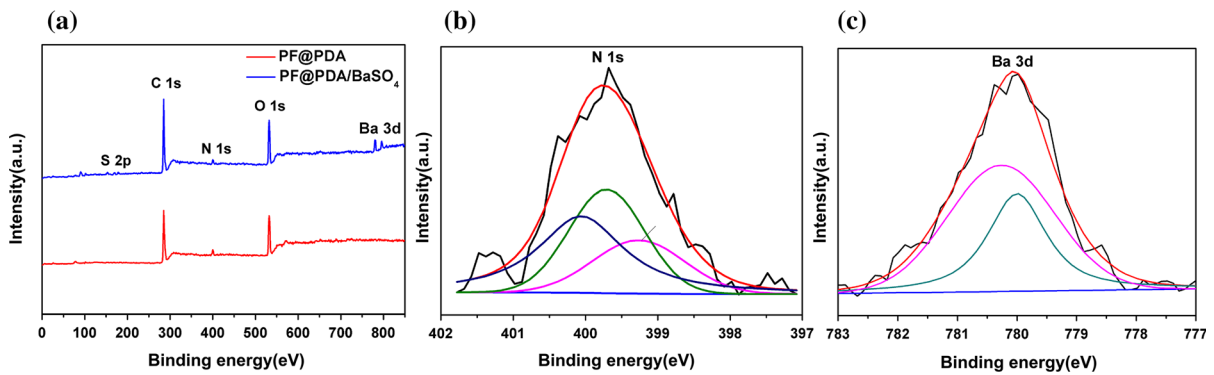 (a)
PF@PDA
PF@PDA/BaSO4
C 1s
O 1s
Ba 3d
S 2p
N 1s
Intensity(a.u.)
0 100 200 300 400 500 600 700 800
Binding energy(eV)
(b)
N 1s
Intensity(a.u.)
402 401 400 399 398 397
Binding energy(eV)
(c)
Ba 3d
Intensity(a.u.)
783 782 781 780 779 778 777
Binding energy(eV)